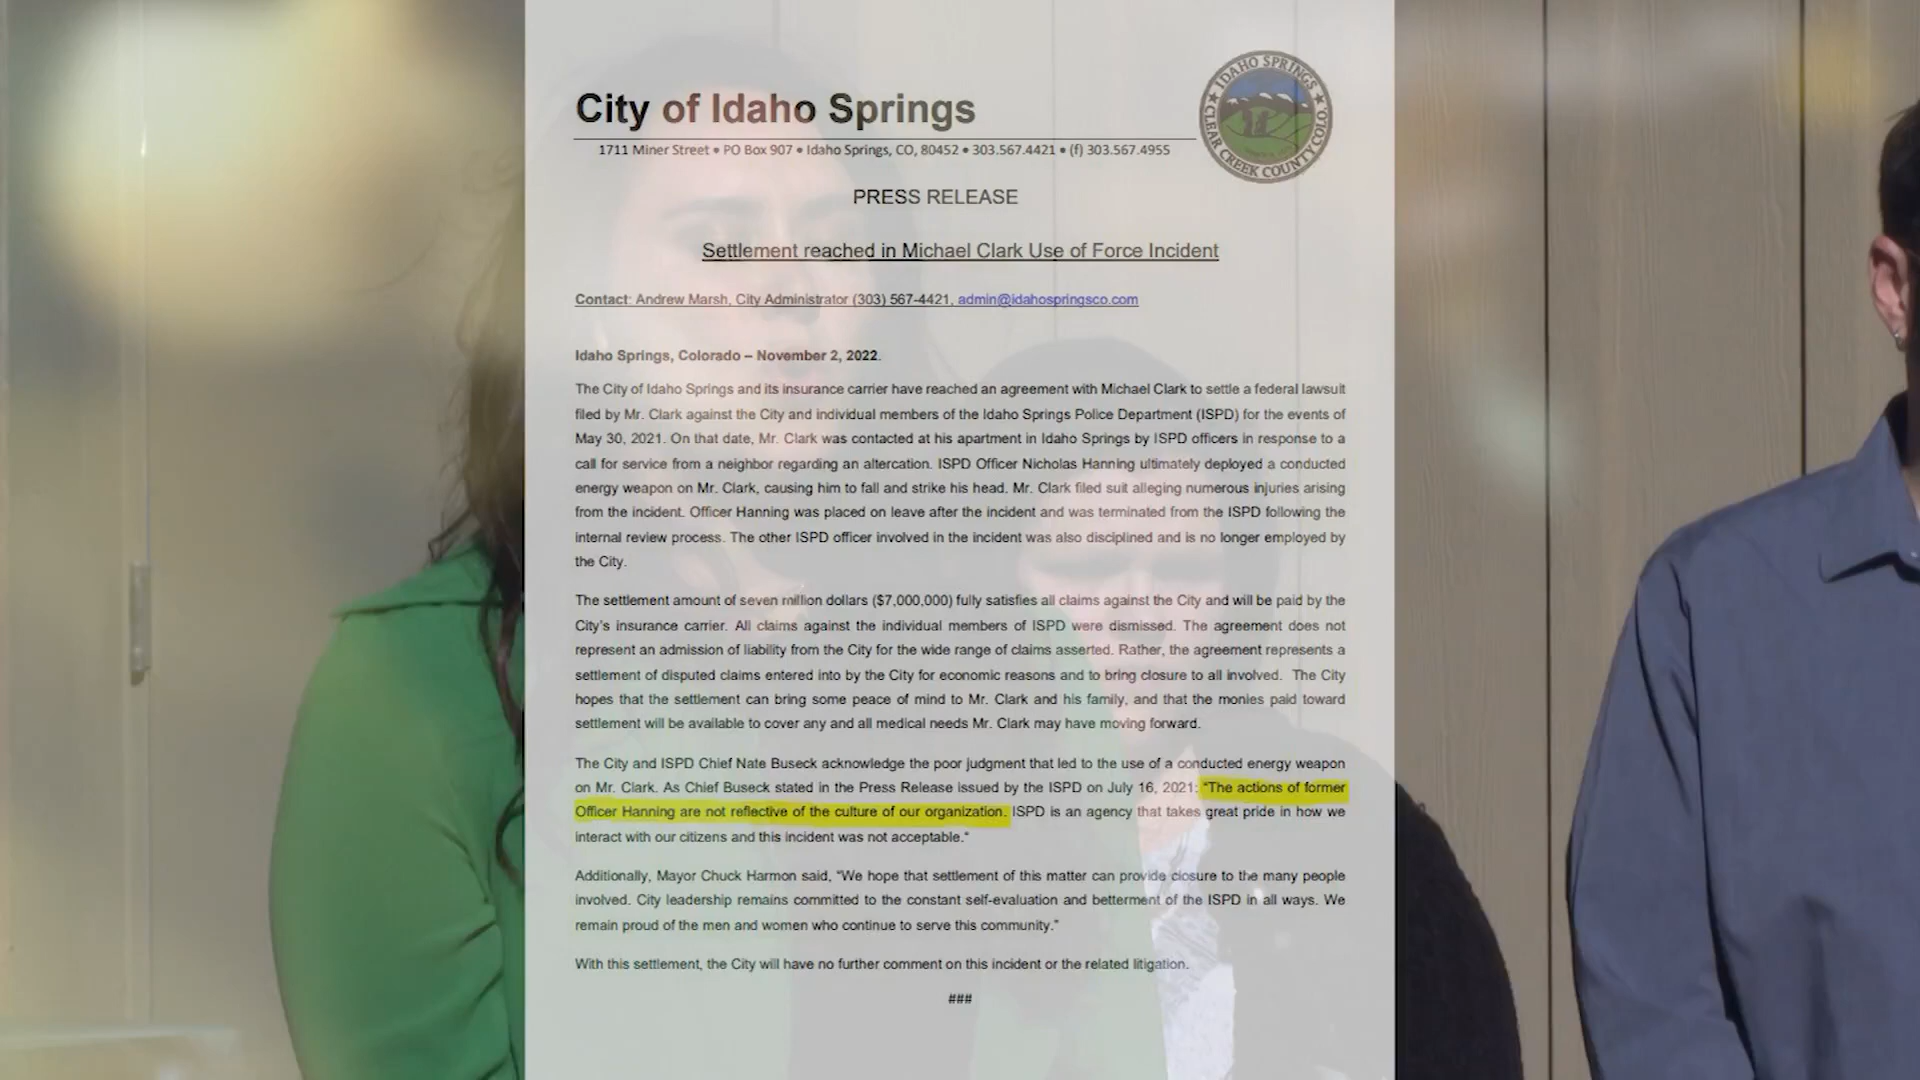 City of Idaho Springs
IDAHO SPRINGS
CLEAR CREEK COUNTY COLO.
1711 Miner Street • PO Box 907 • Idaho Springs, CO, 80452 • 303.567.4421 • (f) 303.567.4955
PRESS RELEASE
Settlement reached in Michael Clark Use of Force Incident
Contact: Andrew Marsh, City Administrator (303) 567-4421, admin@idahospringsco.com
Idaho Springs, Colorado – November 2, 2022.
The City of Idaho Springs and its insurance carrier have reached an agreement with Michael Clark to settle a federal lawsuit
filed by Mr. Clark against the City and individual members of the Idaho Springs Police Department (ISPD) for the events of
May 30, 2021. On that date, Mr. Clark was contacted at his apartment in Idaho Springs by ISPD officers in response to a
call for service from a neighbor regarding an altercation. ISPD Officer Nicholas Hanning ultimately deployed a conducted
energy weapon on Mr. Clark, causing him to fall and strike his head. Mr. Clark filed suit alleging numerous injuries arising
from the incident. Officer Hanning was placed on leave after the incident and was terminated from the ISPD following the
internal review process. The other ISPD officer involved in the incident was also disciplined and is no longer employed by
the City.
The settlement amount of seven million dollars ($7,000,000) fully satisfies all claims against the City and will be paid by the
City's insurance carrier. All claims against the individual members of ISPD were dismissed. The agreement does not
represent an admission of liability from the City for the wide range of claims asserted. Rather, the agreement represents a
settlement of disputed claims entered into by the City for economic reasons and to bring closure to all involved. The City
hopes that the settlement can bring some peace of mind to Mr. Clark and his family, and that the monies paid toward
settlement will be available to cover any and all medical needs Mr. Clark may have moving forward.
The City and ISPD Chief Nate Buseck acknowledge the poor judgment that led to the use of a conducted energy weapon
on Mr. Clark. As Chief Buseck stated in the Press Release issued by the ISPD on July 16, 2021: "The actions of former
Officer Hanning are not reflective of the culture of our organization. ISPD is an agency that takes great pride in how we
interact with our citizens and this incident was not acceptable."
Additionally, Mayor Chuck Harmon said, "We hope that settlement of this matter can provide closure to the many people
involved. City leadership remains committed to the constant self-evaluation and betterment of the ISPD in all ways. We
remain proud of the men and women who continue to serve this community."
With this settlement, the City will have no further comment on this incident or the related litigation.
###